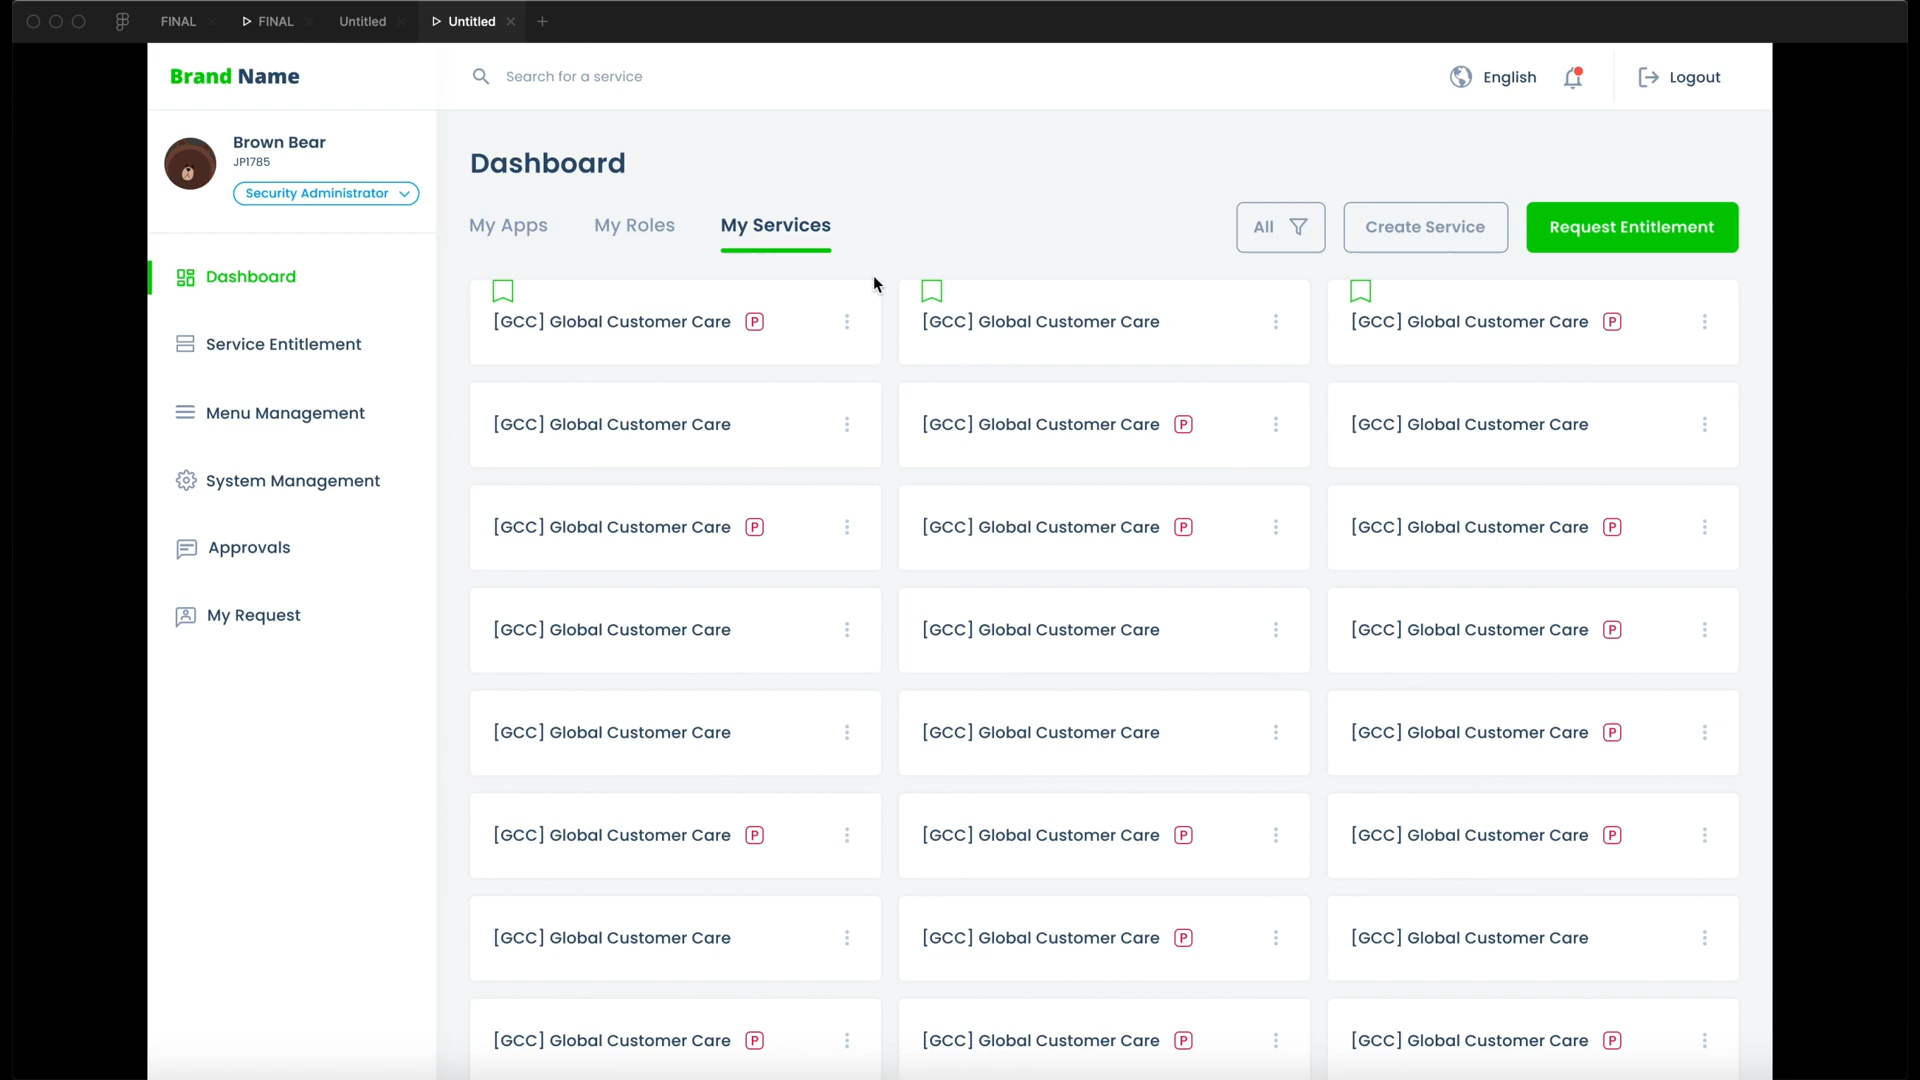 FINAL
FINAL
Untitled
Untitled
Brand Name
Search for a service
English
Logout
Brown Bear
JP1785
Security Administrator
Dashboard
Service Entitlement
Menu Management
System Management
Approvals
My Request
Dashboard
My Apps
My Roles
My Services
All
Create Service
Request Entitlement
[GCC] Global Customer Care P
[GCC] Global Customer Care
[GCC] Global Customer Care P
[GCC] Global Customer Care
[GCC] Global Customer Care P
[GCC] Global Customer Care
[GCC] Global Customer Care P
[GCC] Global Customer Care P
[GCC] Global Customer Care P
[GCC] Global Customer Care
[GCC] Global Customer Care
[GCC] Global Customer Care P
[GCC] Global Customer Care
[GCC] Global Customer Care
[GCC] Global Customer Care P
[GCC] Global Customer Care P
[GCC] Global Customer Care P
[GCC] Global Customer Care P
[GCC] Global Customer Care
[GCC] Global Customer Care P
[GCC] Global Customer Care
[GCC] Global Customer Care P
[GCC] Global Customer Care P
[GCC] Global Customer Care P